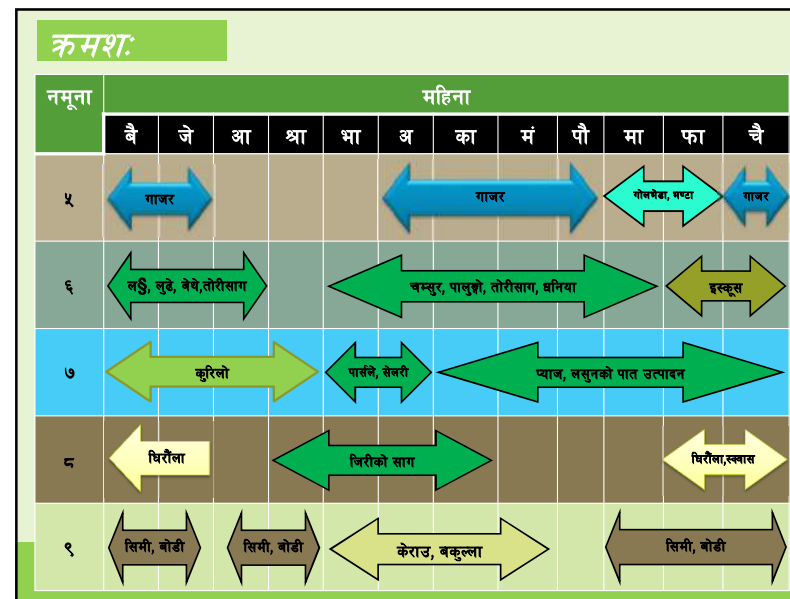 क्रमशः
नमूना महिना
बै जे आ श्रा भा अ का मं पौ मा फा चै
५ गाजर गाजर गोलभेडा, भण्टा गाजर
६ ल§, लुढे, बेथे,तोरीसाग चम्सुर, पालुङ्गो, तोरीसाग, धनिया इस्कूस
७ कुरिलो पार्सले, सेलरी प्याज, लसुनको पात उत्पादन
८ घिरौंला जिरीको साग घिरौंला,स्क्वास
९ सिमी, बोडी सिमी, बोडी केराउ, बकुल्ला सिमी, बोडी